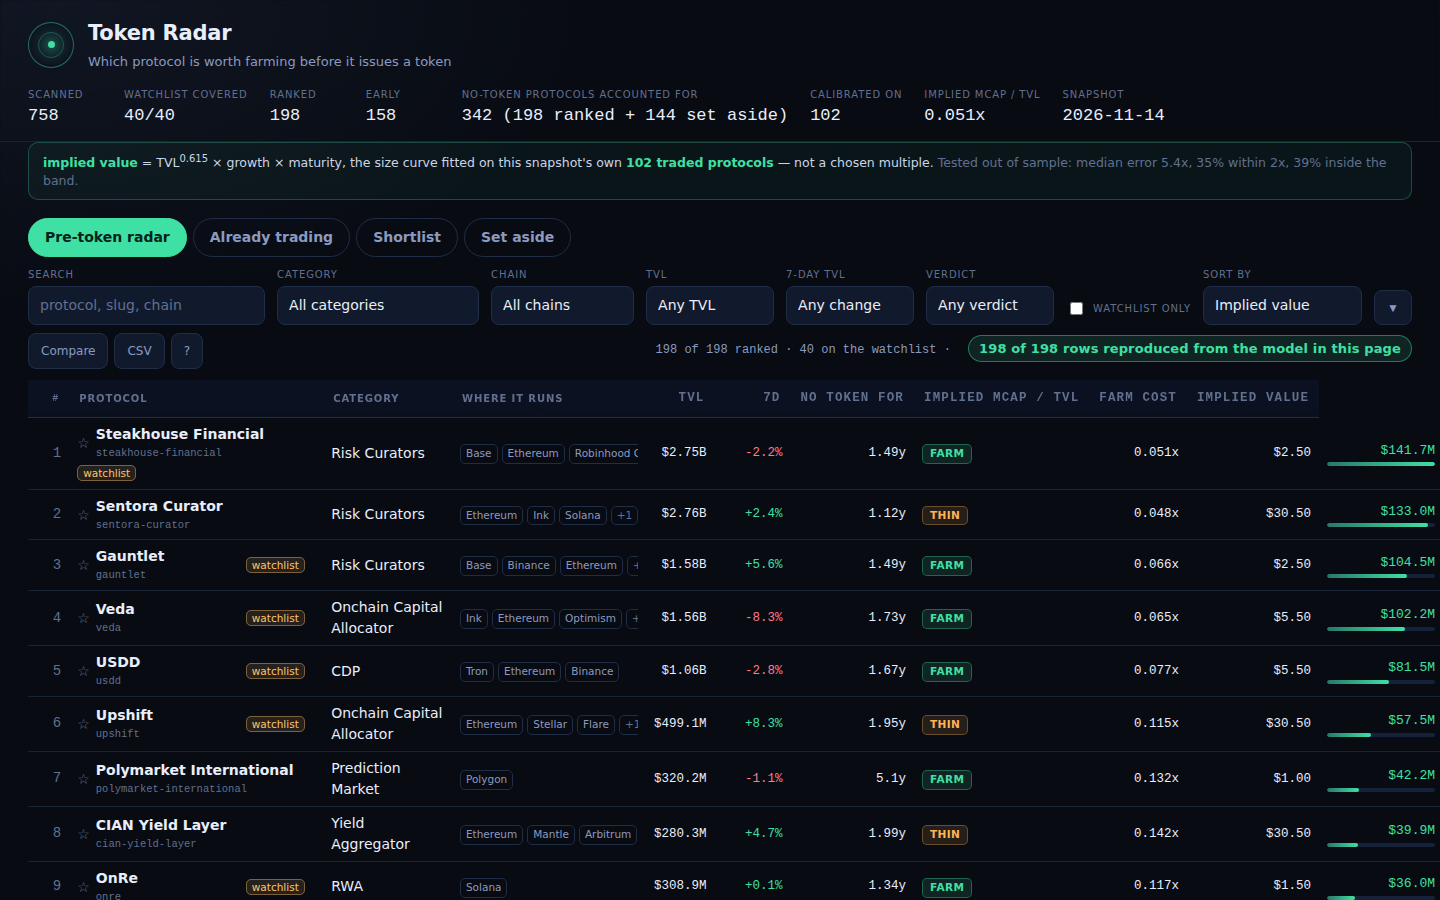 Token Radar
Which protocol is worth farming before it issues a token
SCANNED WATCHLIST COVERED RANKED EARLY NO-TOKEN PROTOCOLS ACCOUNTED FOR CALIBRATED ON IMPLIED MCAP / TVL SNAPSHOT
758 40/40 198 158 342 (198 ranked + 144 set aside) 102 0.051x 2026-11-14
implied value = TVL0.615 × growth × maturity, the size curve fitted on this snapshot's own 102 traded protocols — not a chosen multiple. Tested out of sample: median error 5.4x, 35% within 2x, 39% inside the
band.
Pre-token radar Already trading Shortlist Set aside
SEARCH CATEGORY CHAIN TVL 7-DAY TVL VERDICT SORT BY
protocol, slug, chain All categories All chains Any TVL Any change Any verdict WATCHLIST ONLY Implied value ▼
Compare CSV ? 198 of 198 ranked · 40 on the watchlist · 198 of 198 rows reproduced from the model in this page
# PROTOCOL CATEGORY WHERE IT RUNS TVL 7D NO TOKEN FOR IMPLIED MCAP / TVL FARM COST IMPLIED VALUE
1 ☆ Steakhouse Financial Risk Curators Base Ethereum Robinhood $2.75B -2.2% 1.49y FARM 0.051x $2.50 $141.7M
steakhouse-financial
watchlist
2 ☆ Sentora Curator Risk Curators Ethereum Ink Solana +1 $2.76B +2.4% 1.12y THIN 0.048x $30.50 $133.0M
sentora-curator
3 ☆ Gauntlet watchlist Risk Curators Base Binance Ethereum $1.58B +5.6% 1.49y FARM 0.066x $2.50 $104.5M
gauntlet
4 ☆ Veda watchlist Onchain Capital Allocator Ink Ethereum Optimism $1.56B -8.3% 1.73y FARM 0.065x $5.50 $102.2M
veda
5 ☆ USDD watchlist CDP Tron Ethereum Binance $1.06B -2.8% 1.67y FARM 0.077x $5.50 $81.5M
usdd
6 ☆ Upshift watchlist Onchain Capital Allocator Ethereum Stellar Flare +1 $499.1M +8.3% 1.95y THIN 0.115x $30.50 $57.5M
upshift
7 ☆ Polymarket International Prediction Market Polygon $320.2M -1.1% 5.1y FARM 0.132x $1.00 $42.2M
polymarket-international
8 ☆ CIAN Yield Layer Yield Aggregator Ethereum Mantle Arbitrum $280.3M +4.7% 1.99y THIN 0.142x $30.50 $39.9M
cian-yield-layer
9 ☆ OnRe watchlist RWA Solana $308.9M +0.1% 1.34y FARM 0.117x $1.50 $36.0M
onre